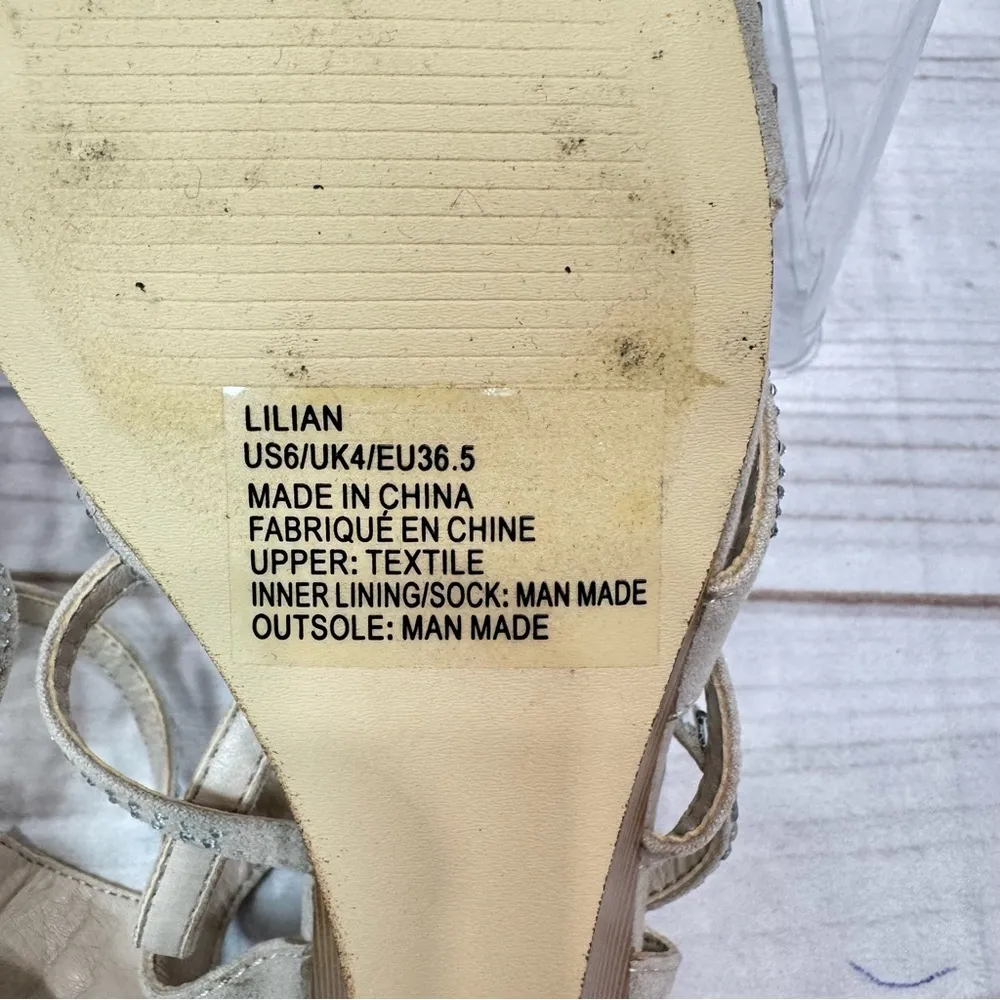 LILIAN
US6/UK4/EU36.5
MADE IN CHINA
FABRIQUÉ EN CHINE
UPPER: TEXTILE
INNER LINING/SOCK: MAN MADE
OUTSOLE: MAN MADE